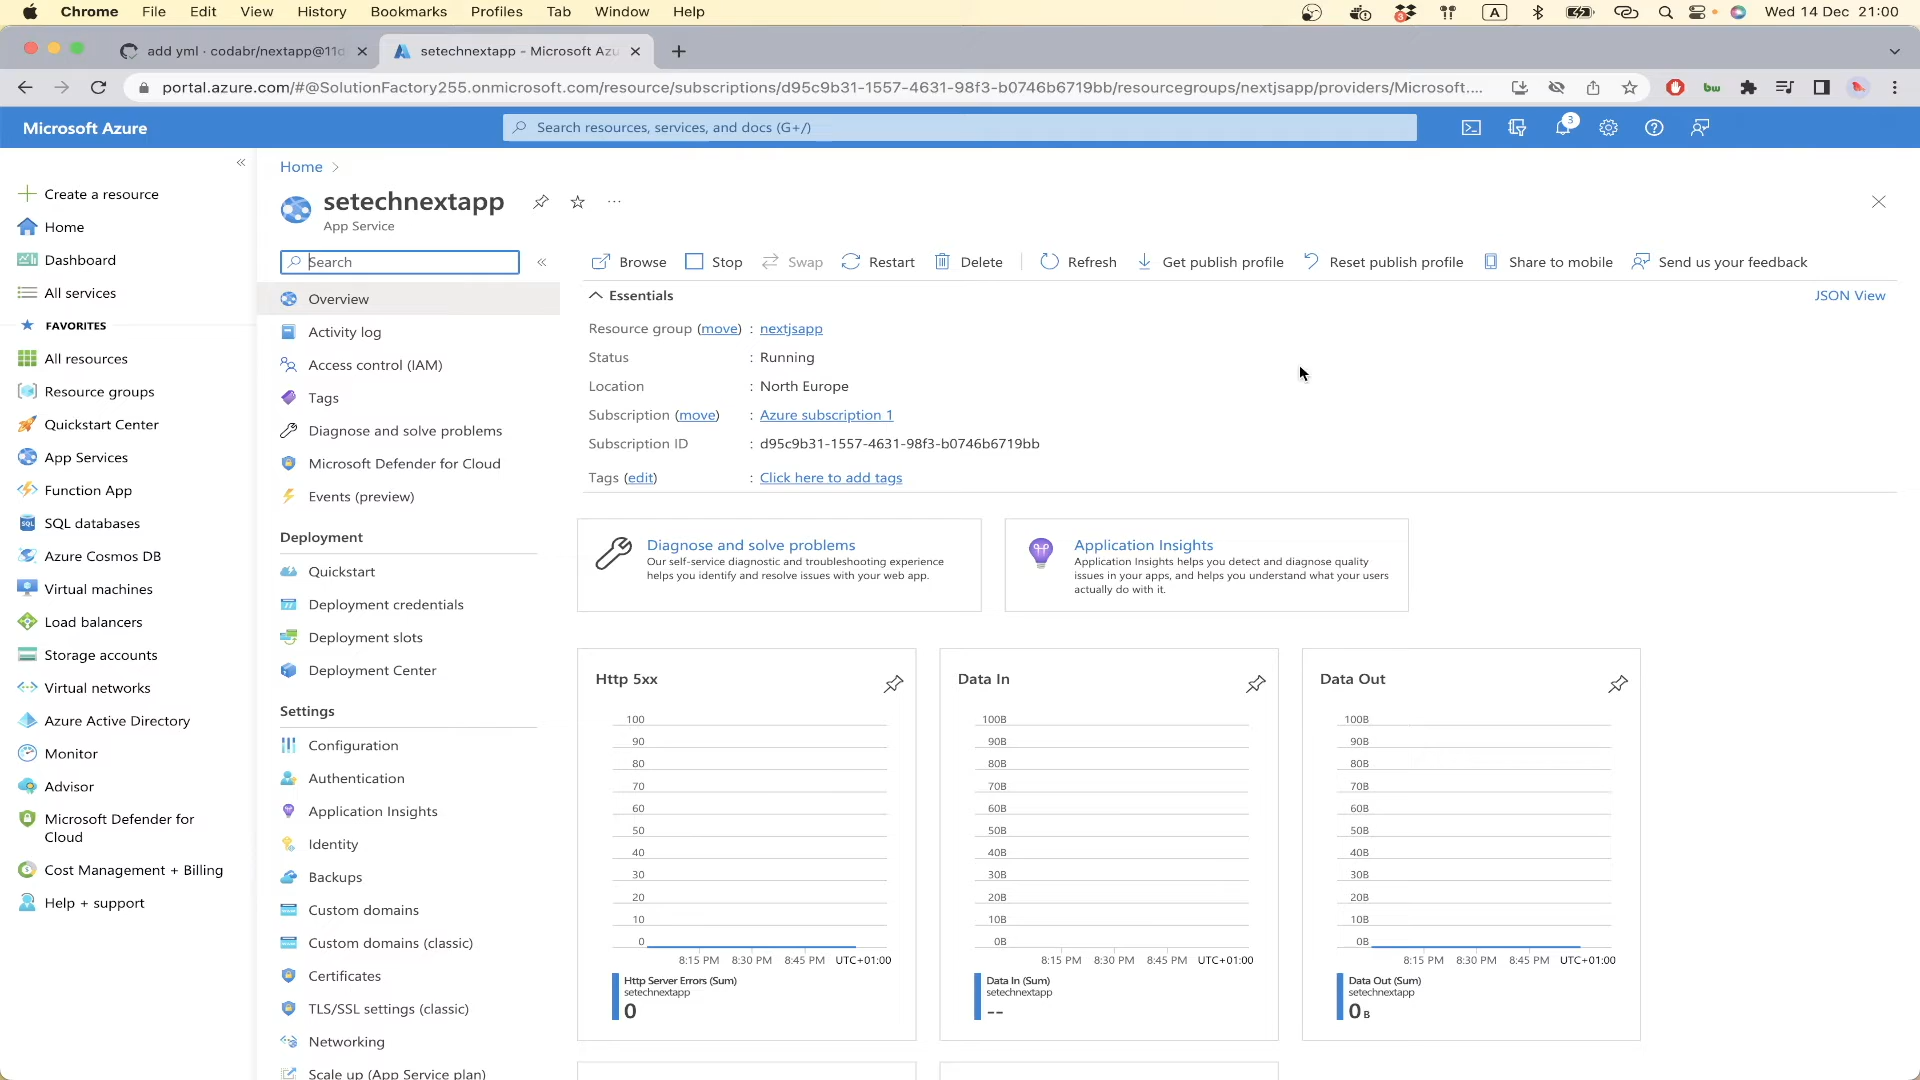 Chrome File Edit View History Bookmarks Profiles Tab Window Help
3 A Wed 14 Dec 21:00
add yml · codabr/nextapp@11d
setechnextapp - Microsoft Azu
portal.azure.com/#@SolutionFactory255.onmicrosoft.com/resource/subscriptions/d95c9b31-1557-4631-98f3-b0746b6719bb/resourcegroups/nextjsapp/providers/Microsoft....
bw
Microsoft Azure
Search resources, services, and docs (G+/)
3
Create a resource
Home
Dashboard
All services
FAVORITES
All resources
Resource groups
Quickstart Center
App Services
Function App
SQL databases
Azure Cosmos DB
Virtual machines
Load balancers
Storage accounts
Virtual networks
Azure Active Directory
Monitor
Advisor
Microsoft Defender for
Cloud
Cost Management + Billing
Help + support
Home >
setechnextapp
App Service
Search
Overview
Activity log
Access control (IAM)
Tags
Diagnose and solve problems
Microsoft Defender for Cloud
Events (preview)
Deployment
Quickstart
Deployment credentials
Deployment slots
Deployment Center
Settings
Configuration
Authentication
Application Insights
Identity
Backups
Custom domains
Custom domains (classic)
Certificates
TLS/SSL settings (classic)
Networking
Scale up (App Service plan)
Browse Stop Swap Restart Delete Refresh Get publish profile Reset publish profile Share to mobile Send us your feedback
Essentials
JSON View
Resource group (move) : nextjsapp
Status : Running
Location : North Europe
Subscription (move) : Azure subscription 1
Subscription ID : d95c9b31-1557-4631-98f3-b0746b6719bb
Tags (edit) : Click here to add tags
Diagnose and solve problems
Our self-service diagnostic and troubleshooting experience
helps you identify and resolve issues with your web app.
Application Insights
Application Insights helps you detect and diagnose quality
issues in your apps, and helps you understand what your users
actually do with it.
Http 5xx
100
90
80
70
60
50
40
30
20
10
0
8:15 PM 8:30 PM 8:45 PM UTC+01:00
Http Server Errors (Sum)
setechnextapp
0
Data In
100B
90B
80B
70B
60B
50B
40B
30B
20B
10B
0B
8:15 PM 8:30 PM 8:45 PM UTC+01:00
Data In (Sum)
setechnextapp
--
Data Out
100B
90B
80B
70B
60B
50B
40B
30B
20B
10B
0B
8:15 PM 8:30 PM 8:45 PM UTC+01:00
Data Out (Sum)
setechnextapp
0 B